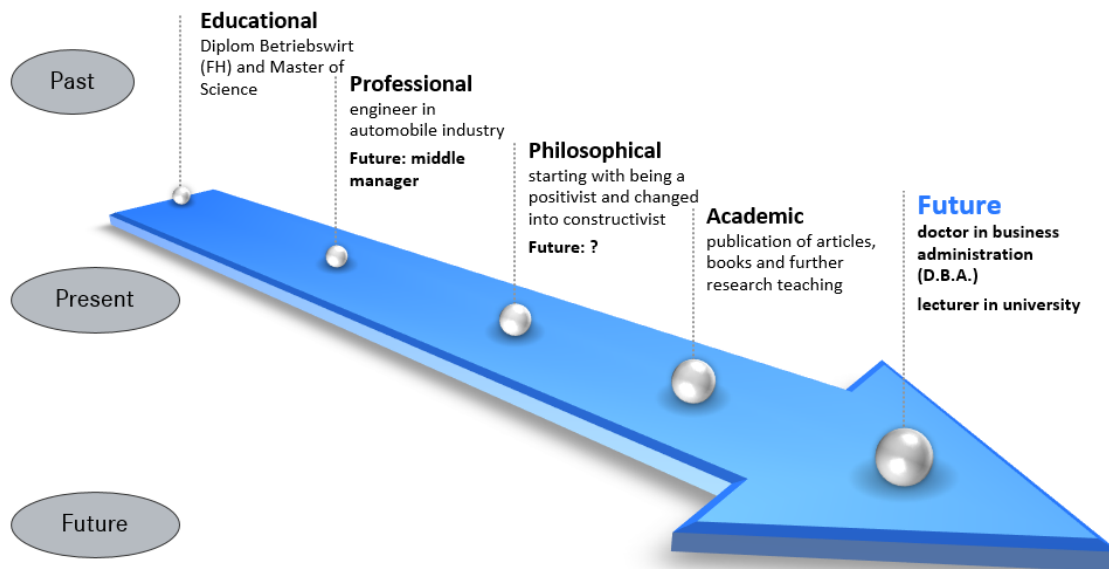 Past
Present
Future
Educational
Diplom Betriebswirt
(FH) and Master of
Science
Professional
engineer in
automobile industry
Future: middle
manager
Philosophical
starting with being a
positivist and changed
into constructivist
Future: ?
Academic
publication of articles,
books and further
research teaching
Future
doctor in business
administration
(D.B.A.)
lecturer in university